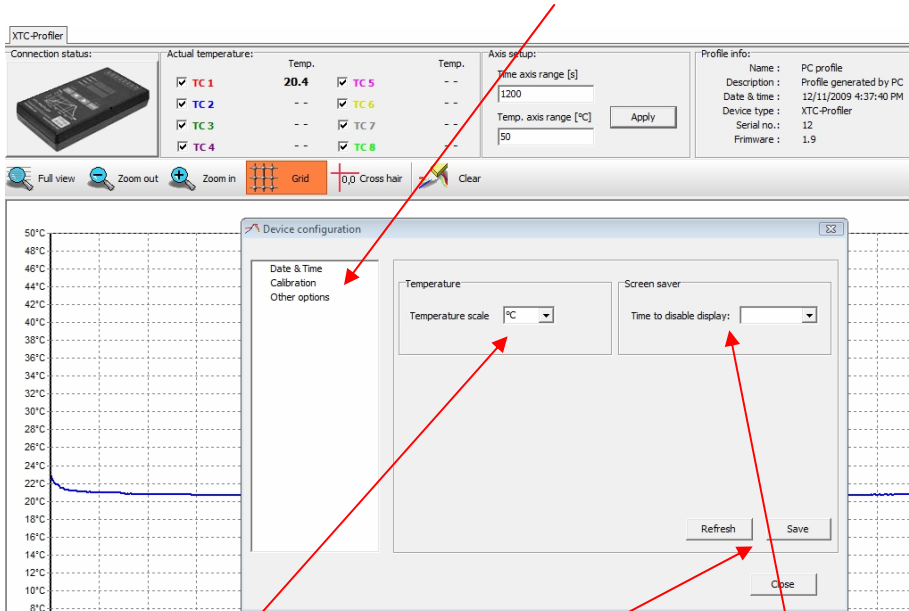 XTC-Profiler
Connection status:
Actual temperature:
Temp.
Temp.
TC 1 20.4 TC 5 - -
TC 2 - - TC 6 - -
TC 3 - - TC 7 - -
TC 4 - - TC 8 - -
Axis setup:
Time axis range [s]
1200
Temp. axis range [°C]
50
Apply
Profile info:
Name : PC profile
Description : Profile generated by PC
Date & time : 12/11/2009 4:37:40 PM
Device type : XTC-Profiler
Serial no.: 12
Frimware : 1.9
Full view Zoom out Zoom in Grid 0,0 Cross hair Clear
Device configuration
Date & Time
Calibration
Other options
Temperature
Temperature scale °C
Screen saver
Time to disable display:
Refresh Save
Close
50°C
48°C
46°C
44°C
42°C
40°C
38°C
36°C
34°C
32°C
30°C
28°C
26°C
24°C
22°C
20°C
18°C
16°C
14°C
12°C
10°C
8°C